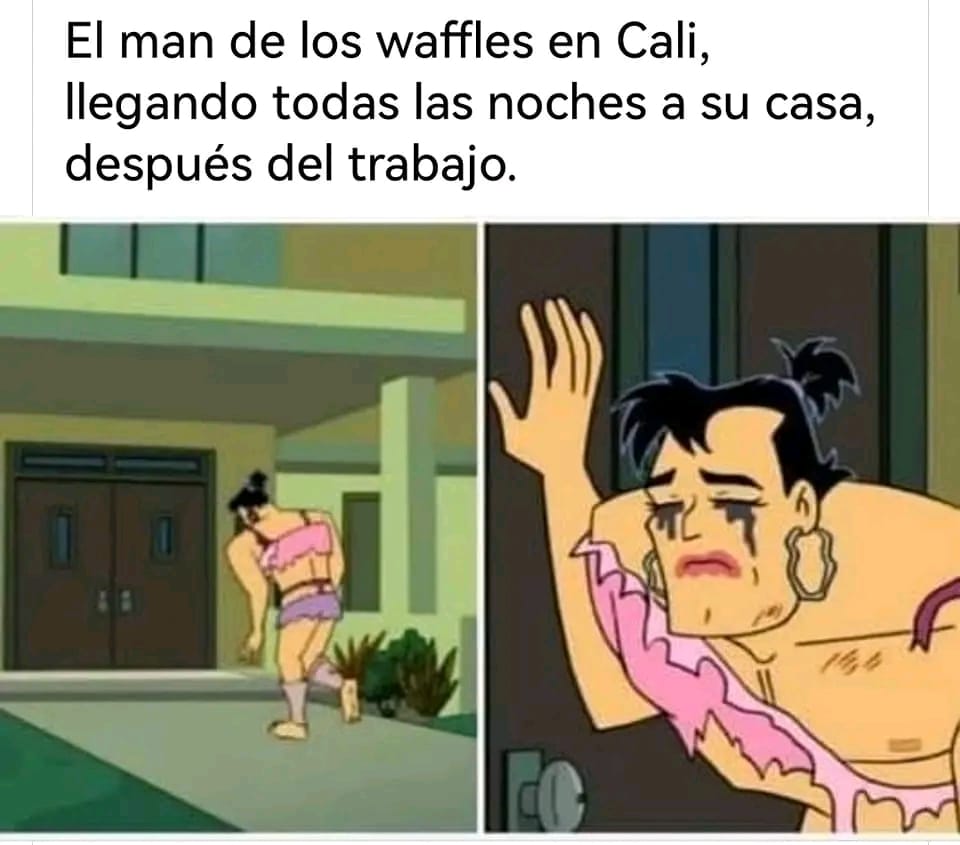 El man de los waffles en Cali,
llegando todas las noches a su casa,
después del trabajo.